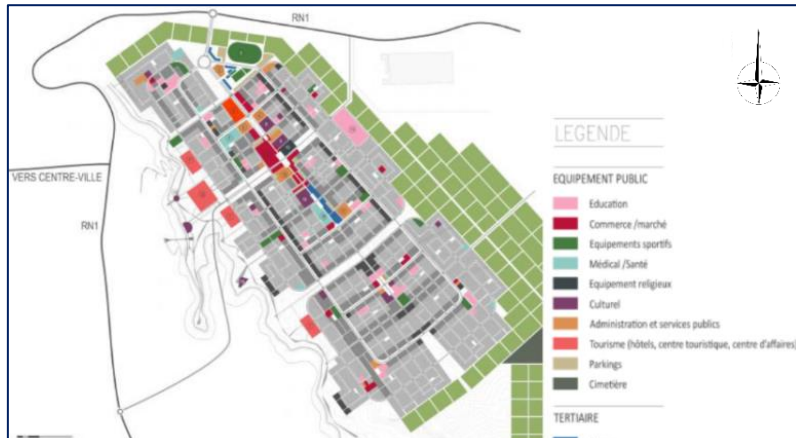 RN1
VERS CENTRE-VILLE
RN1
LEGENDE
EQUIPEMENT PUBLIC
Education
Commerce /marché
Equipements sportifs
Médical /Santé
Equipement religieux
Culturel
Administration et services publics
Tourisme (hôtels, centre touristique, centre d'affaires)
Parkings
Cimetière
TERTIAIRE